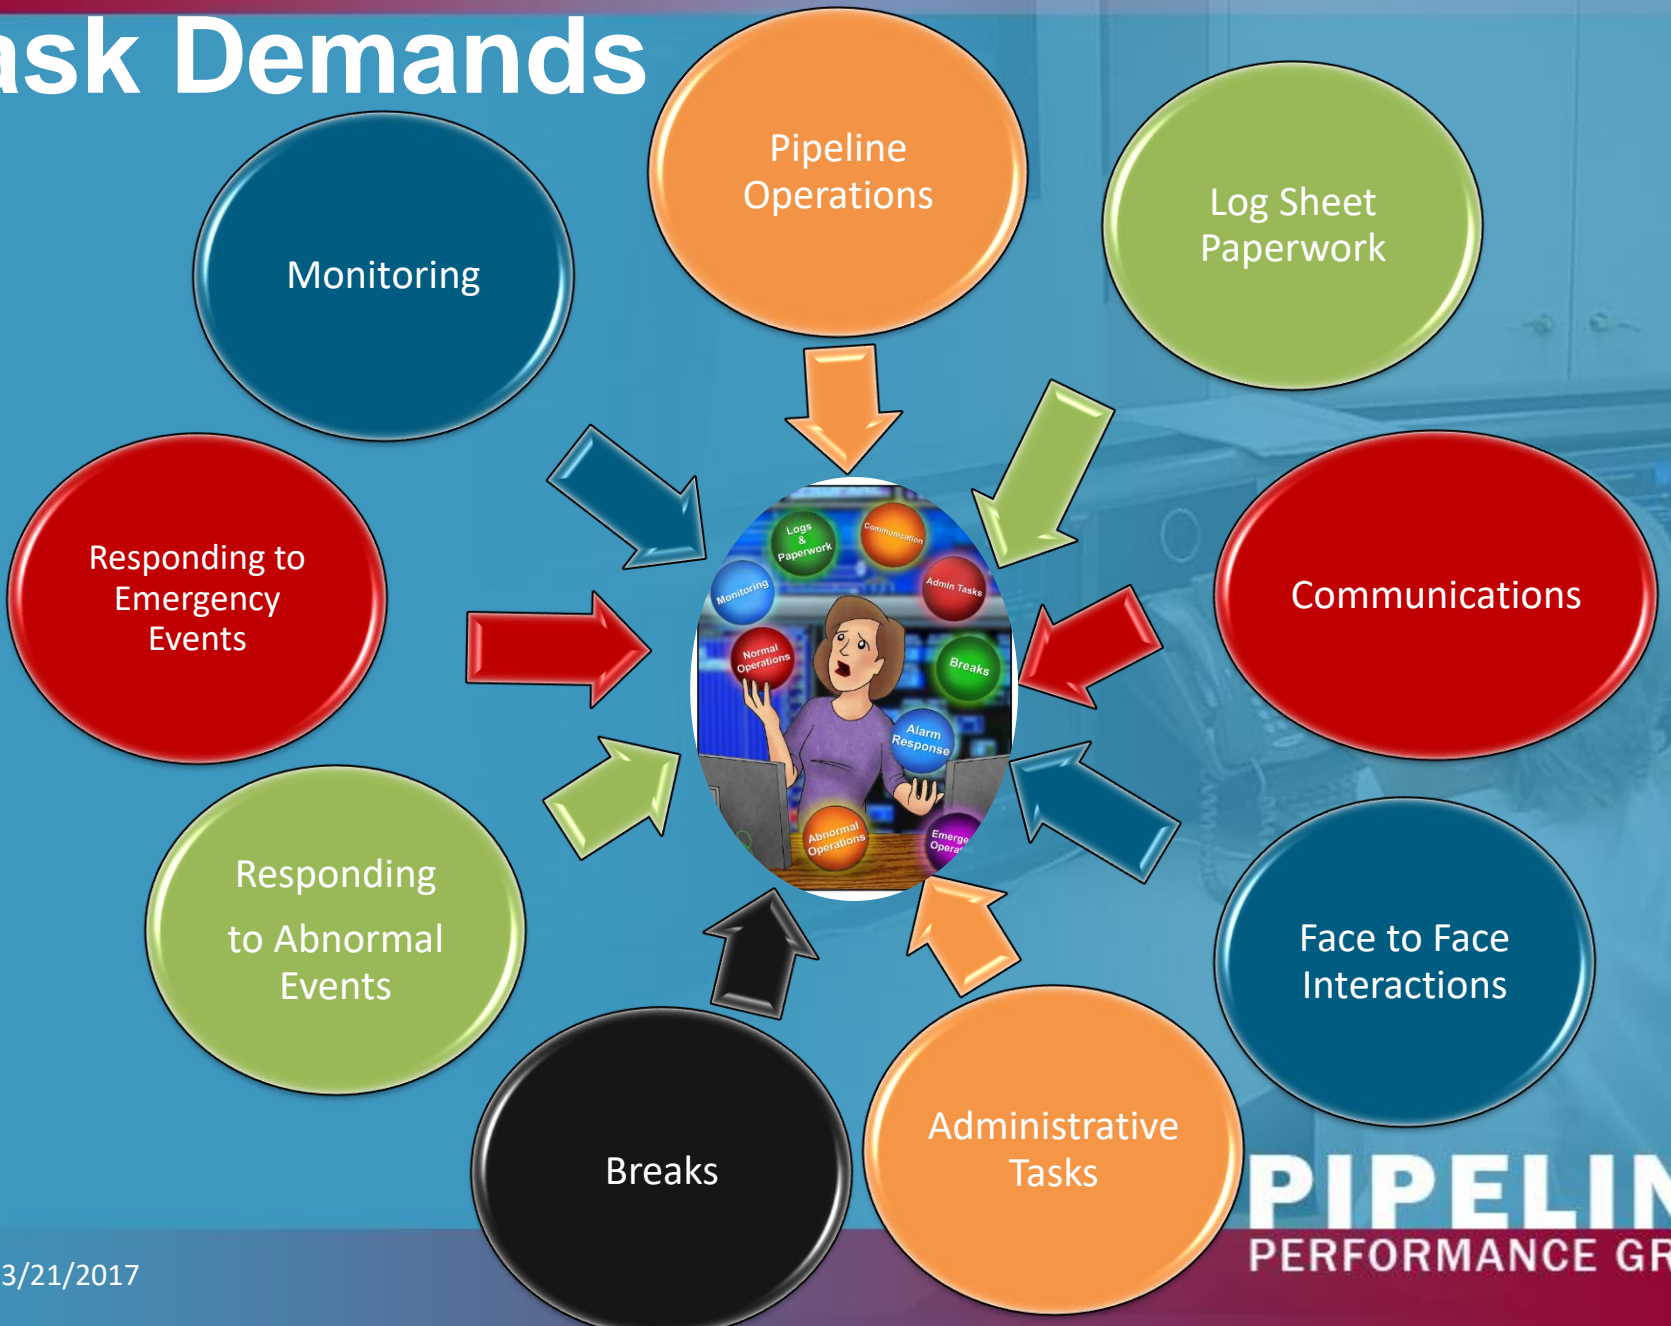 ask Demands
Pipeline
Operations
Log Sheet
Paperwork
Monitoring
Responding to
Emergency
Events
Communications
Logs
&
Paperwork
Communication
Monitoring
Admin Tasks
Normal
Operations
Breaks
Alarm
Response
Abnormal
Operations
Emerge
Opera
Responding
to Abnormal
Events
Face to Face
Interactions
Breaks
Administrative
Tasks
PIPELIN
PERFORMANCE GR
3/21/2017